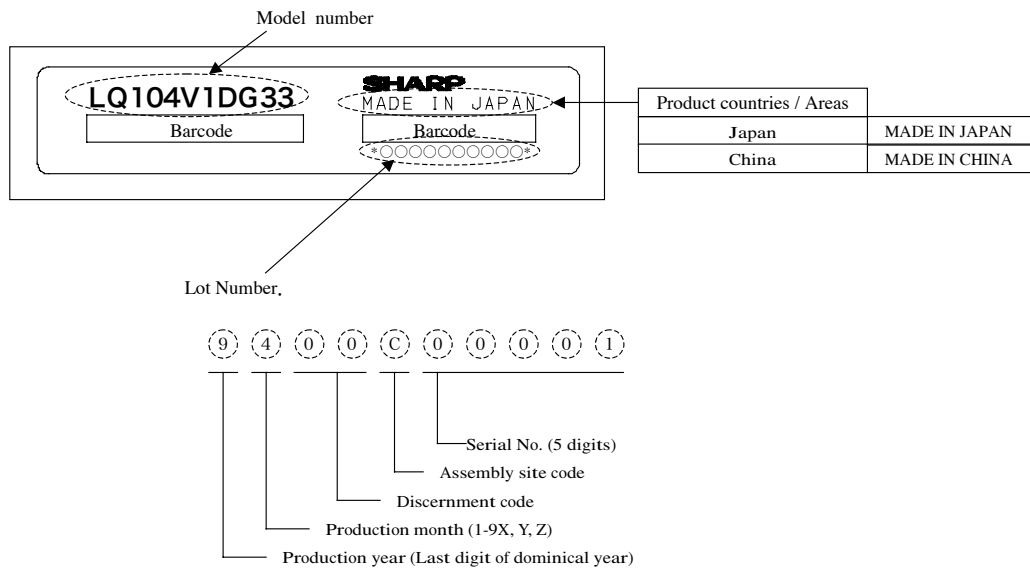 Model number
LQ104V1DG33
SHARP
MADE IN JAPAN
Barcode
Barcode
*○○○○○○○○○○*
Product countries / Areas
Japan MADE IN JAPAN
China MADE IN CHINA
Lot Number.
9 4 0 0 C 0 0 0 0 1
Serial No. (5 digits)
Assembly site code
Discernment code
Production month (1-9X, Y, Z)
Production year (Last digit of dominical year)